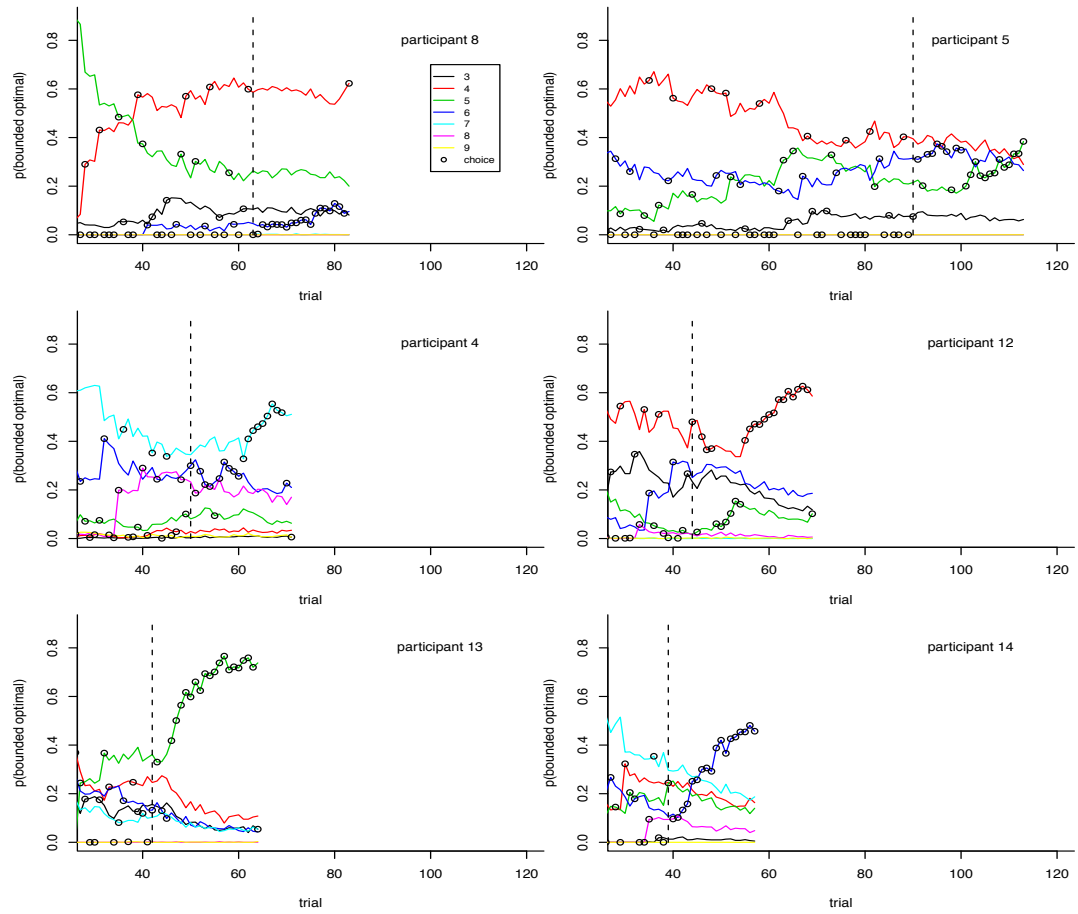 participant 8
3
4
5
6
7
8
9
choice
p(bounded optimal)
0.0 0.2 0.4 0.6 0.8
40 60 80 100 120
trial
participant 5
p(bounded optimal)
0.0 0.2 0.4 0.6 0.8
40 60 80 100 120
trial
participant 4
p(bounded optimal)
0.0 0.2 0.4 0.6 0.8
40 60 80 100 120
trial
participant 12
p(bounded optimal)
0.0 0.2 0.4 0.6 0.8
40 60 80 100 120
trial
participant 13
p(bounded optimal)
0.0 0.2 0.4 0.6 0.8
40 60 80 100 120
trial
participant 14
p(bounded optimal)
0.0 0.2 0.4 0.6 0.8
40 60 80 100 120
trial